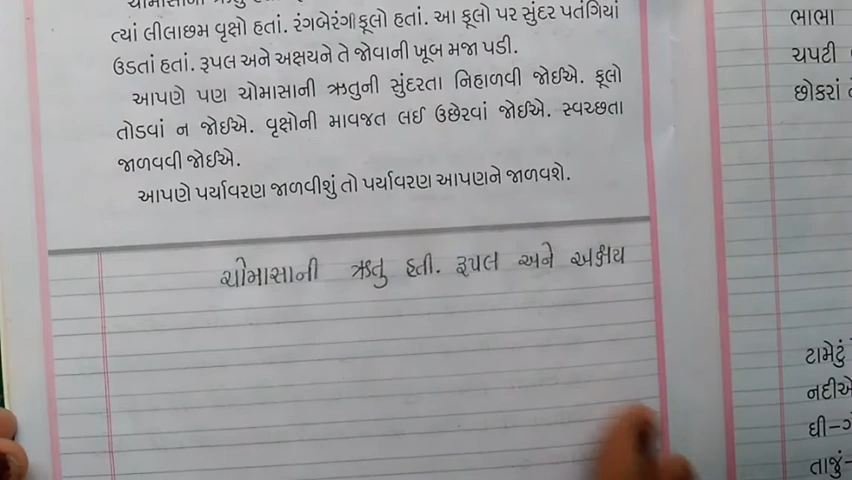 ત્યાં લીલાછમ વૃક્ષો હતાં. રંગબેરંગી ફૂલો હતાં. આ ફૂલો પર સુંદર પતંગિયાં
ઉડતાં હતાં. રૂપલ અને અક્ષયને તે જોવાની ખૂબ મજા પડી.
આપણે પણ ચોમાસાની ઋતુની સુંદરતા નિહાળવી જોઈએ. ફૂલો
તોડવાં ન જોઈએ. વૃક્ષોની માવજત લઈ ઉછેરવાં જોઈએ. સ્વચ્છતા
જાળવવી જોઈએ.
આપણે પર્યાવરણ જાળવીશું તો પર્યાવરણ આપણને જાળવશે.
ચોમાસાની ઋતુ હતી. રૂપલ અને અક્ષય
ભાભા
ચપટી
છોકરાં
ટામેટું
નદીએ
ઘી-
તાજું-